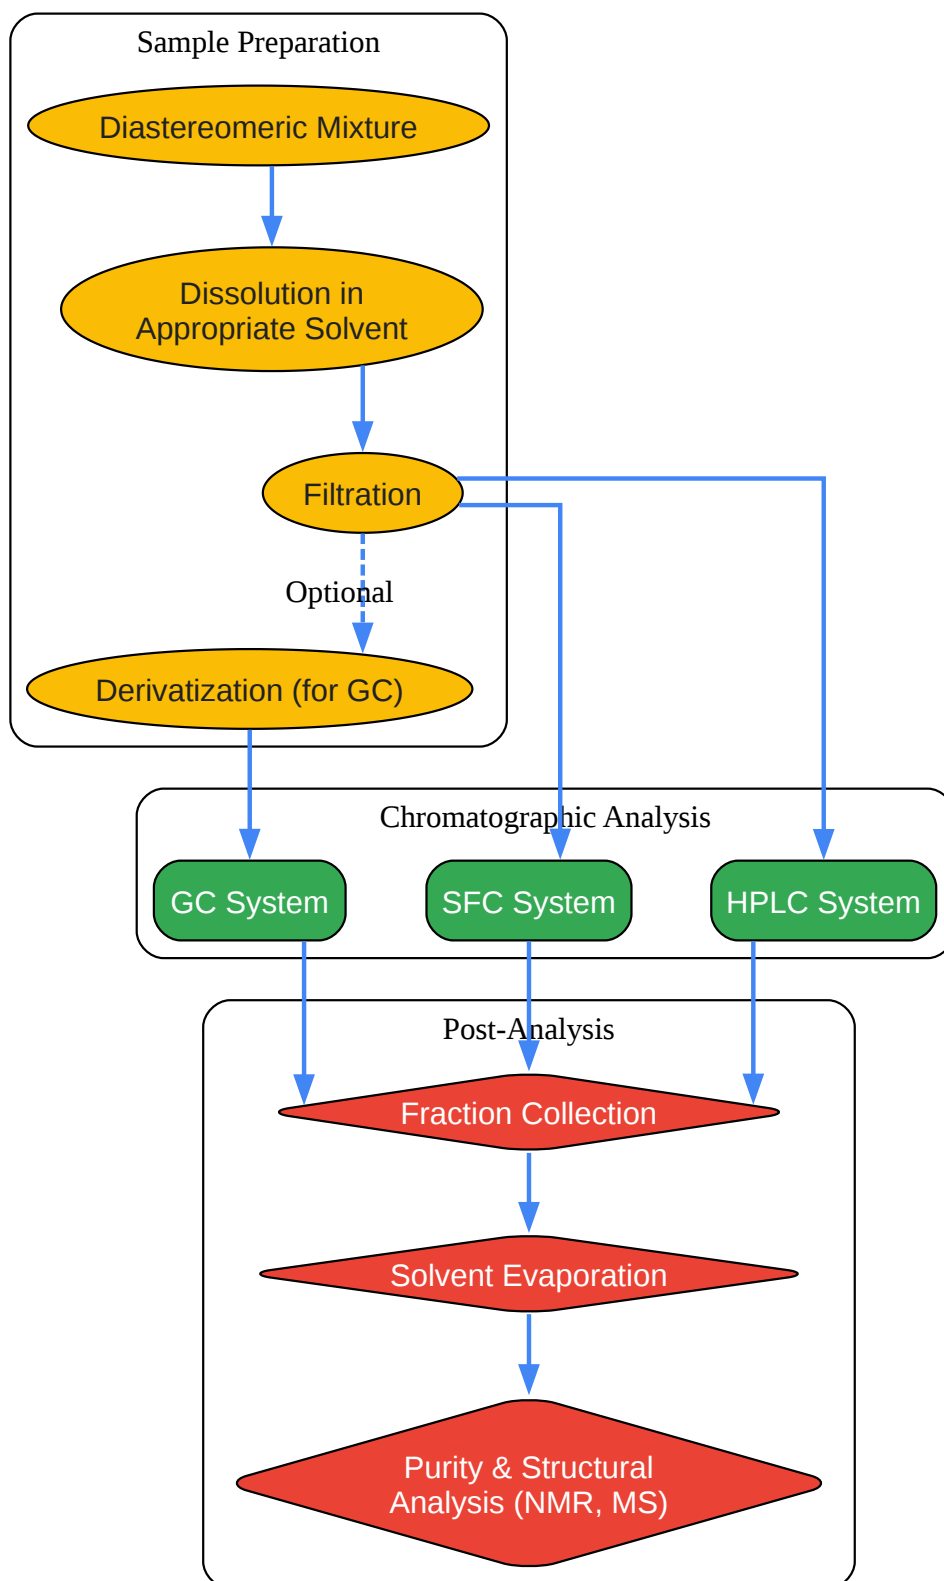 Sample Preparation
Diastereomeric Mixture
Dissolution in
Appropriate Solvent
Filtration
Optional
Derivatization (for GC)
Chromatographic Analysis
GC System
SFC System
HPLC System
Post-Analysis
Fraction Collection
Solvent Evaporation
Purity & Structural
Analysis (NMR, MS)